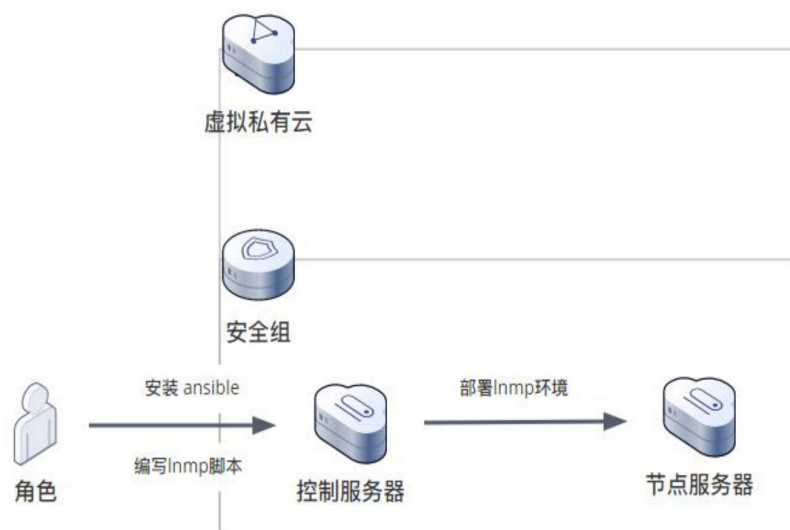 虚拟私有云
安全组
安装 ansible
部署lnmp环境
编写lnmp脚本
角色
控制服务器
节点服务器